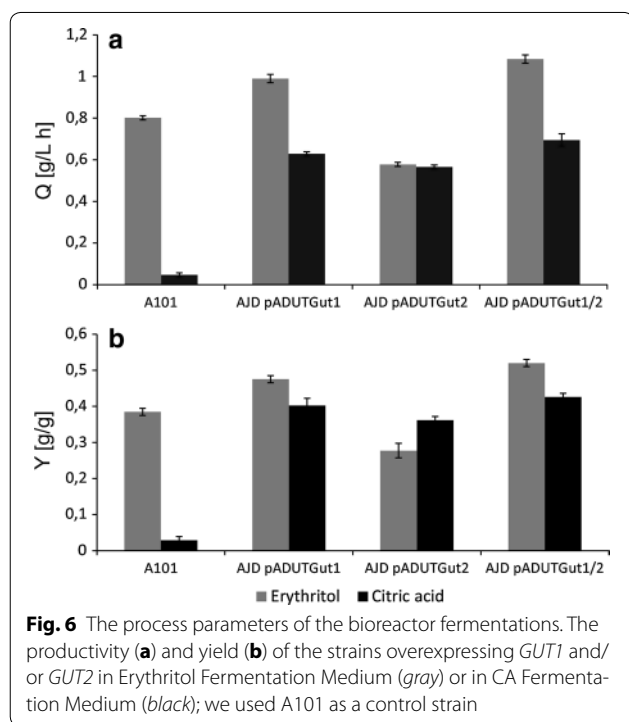 a
1,2
1
0,8
0,6
0,4
0,2
0
Q [g/L h]
A101 AJD pADUTGut1 AJD pADUTGut2 AJD pADUTGut1/2
b
0,6
0,5
0,4
0,3
0,2
0,1
0
Y [g/g]
A101 AJD pADUTGut1 AJD pADUTGut2 AJD pADUTGut1/2
Erythritol Citric acid
Fig. 6 The process parameters of the bioreactor fermentations. The
productivity (a) and yield (b) of the strains overexpressing GUT1 and/
or GUT2 in Erythritol Fermentation Medium (gray) or in CA Fermenta-
tion Medium (black); we used A101 as a control strain